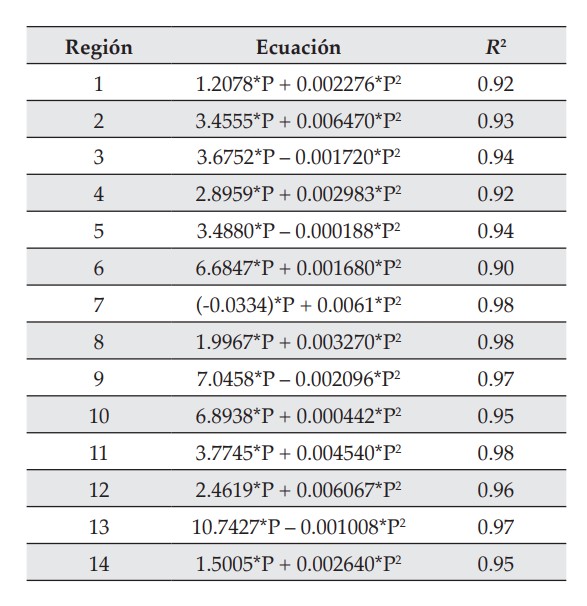 Región Ecuación R²
1 1.2078*P + 0.002276*P² 0.92
2 3.4555*P + 0.006470*P² 0.93
3 3.6752*P – 0.001720*P² 0.94
4 2.8959*P + 0.002983*P² 0.92
5 3.4880*P – 0.000188*P² 0.94
6 6.6847*P + 0.001680*P² 0.90
7 (-0.0334)*P + 0.0061*P² 0.98
8 1.9967*P + 0.003270*P² 0.98
9 7.0458*P – 0.002096*P² 0.97
10 6.8938*P + 0.000442*P² 0.95
11 3.7745*P + 0.004540*P² 0.98
12 2.4619*P + 0.006067*P² 0.96
13 10.7427*P – 0.001008*P² 0.97
14 1.5005*P + 0.002640*P² 0.95